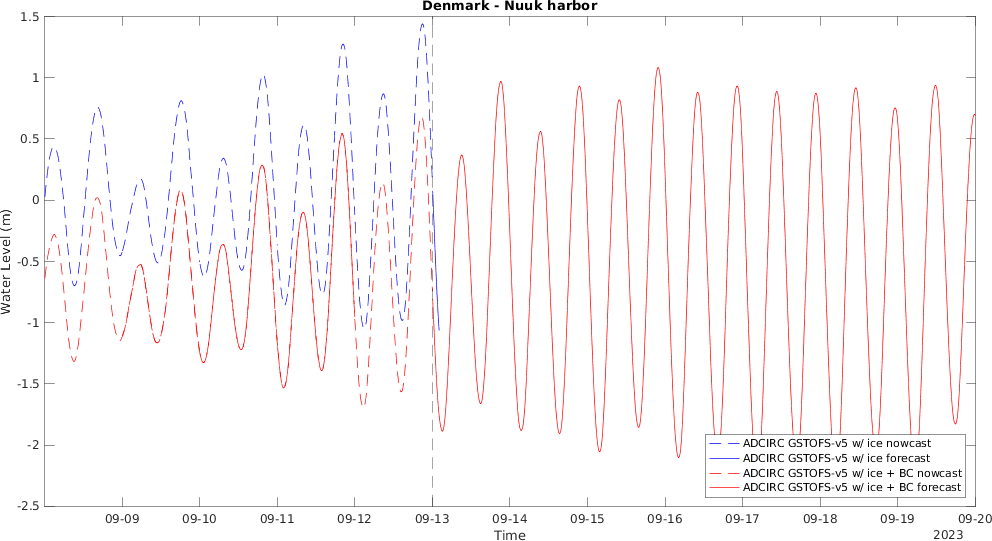 Denmark - Nuuk harbor
1.5
1
0.5
0
-0.5
-1
-1.5
-2
-2.5
Water Level (m)
ADCIRC GSTOFS-v5 w/ ice nowcast
ADCIRC GSTOFS-v5 w/ ice forecast
ADCIRC GSTOFS-v5 w/ ice + BC nowcast
ADCIRC GSTOFS-v5 w/ ice + BC forecast
09-09 09-10 09-11 09-12 09-13 09-14 09-15 09-16 09-17 09-18 09-19 09-20
Time
2023